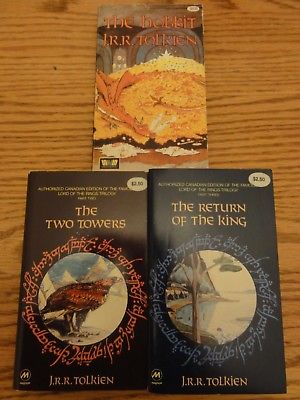 THE HOBBIT
J.R.R. TOLKIEN
AUTHORIZED CANADIAN EDITION OF THE
LORD OF THE RINGS TRILOGY
PART TWO
$2.50
THE
TWO TOWERS
J.R.R. TOLKIEN
AUTHORIZED CANADIAN EDITION OF THE
LORD OF THE RINGS TRILOGY
PART THREE
$2.50
THE RETURN
OF THE KING
J.R.R. TOLKIEN